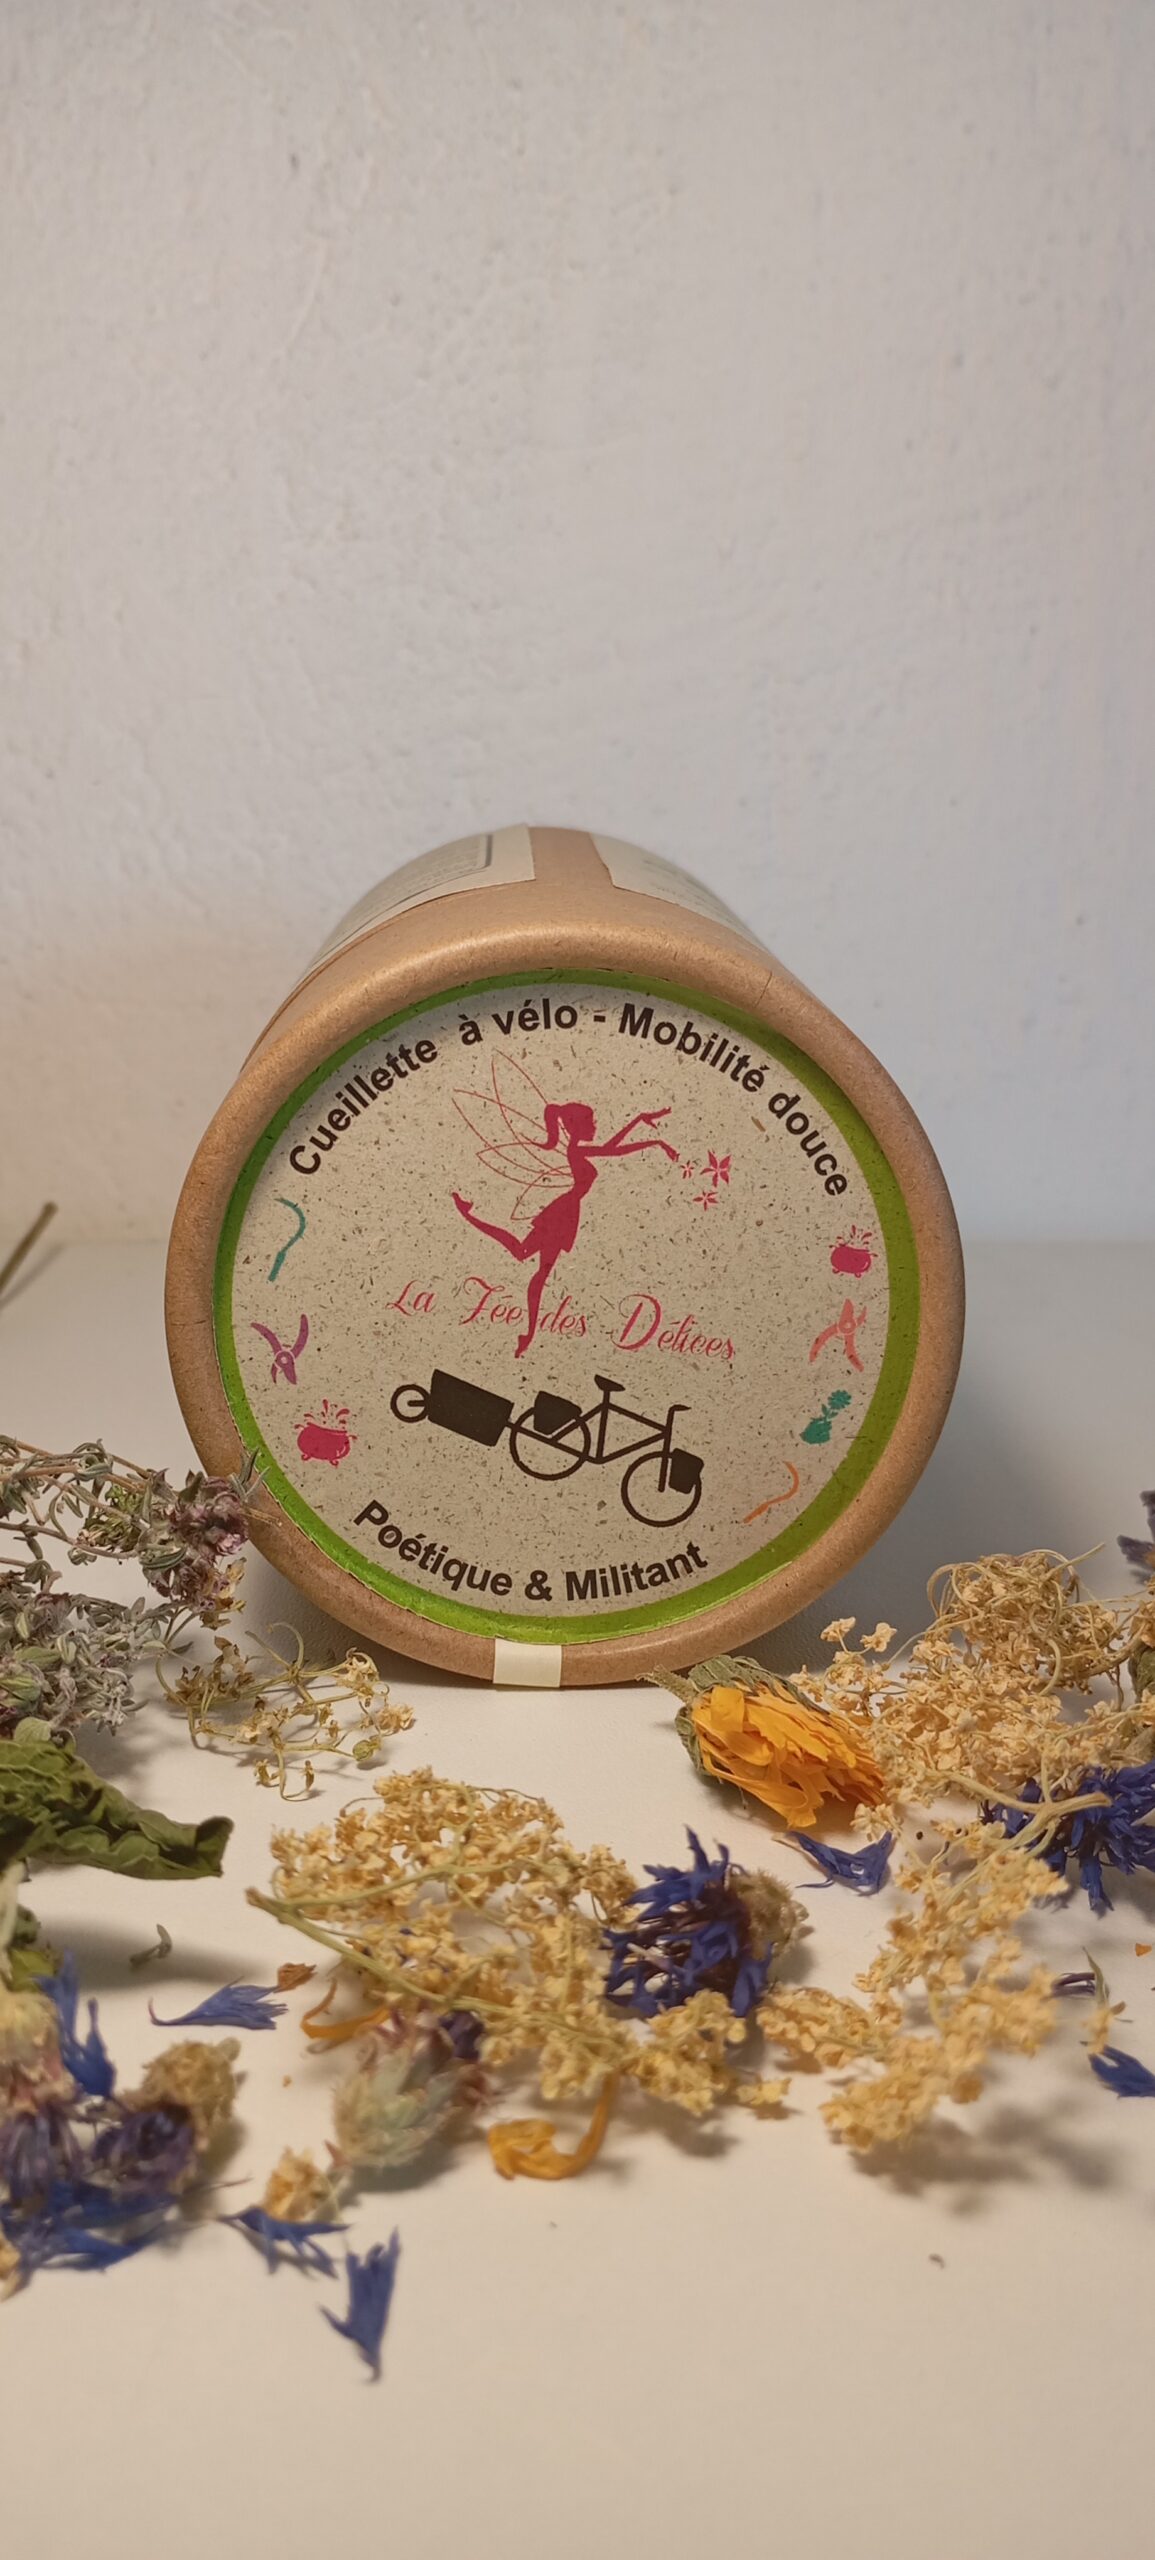 Cueillette à vélo - Mobilité douce
La Fée des Délices
Poétique & Militant